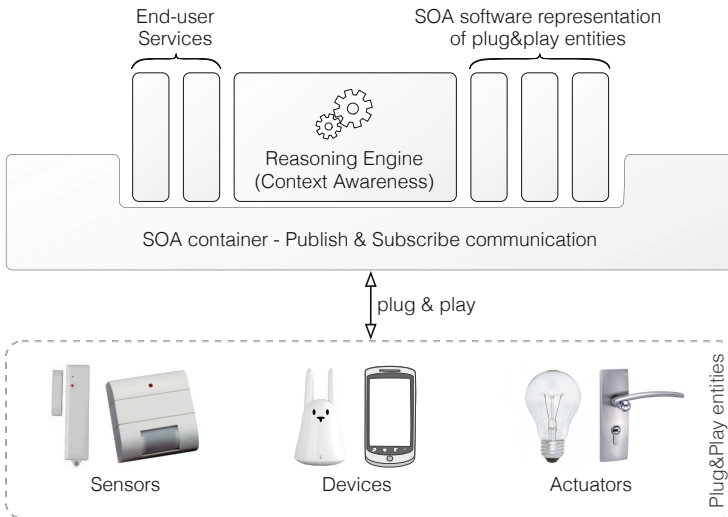 End-user
Services
SOA software representation
of plug&play entities
Reasoning Engine
(Context Awareness)
SOA container - Publish & Subscribe communication
plug & play
Sensors
Devices
Actuators
Plug&Play entities